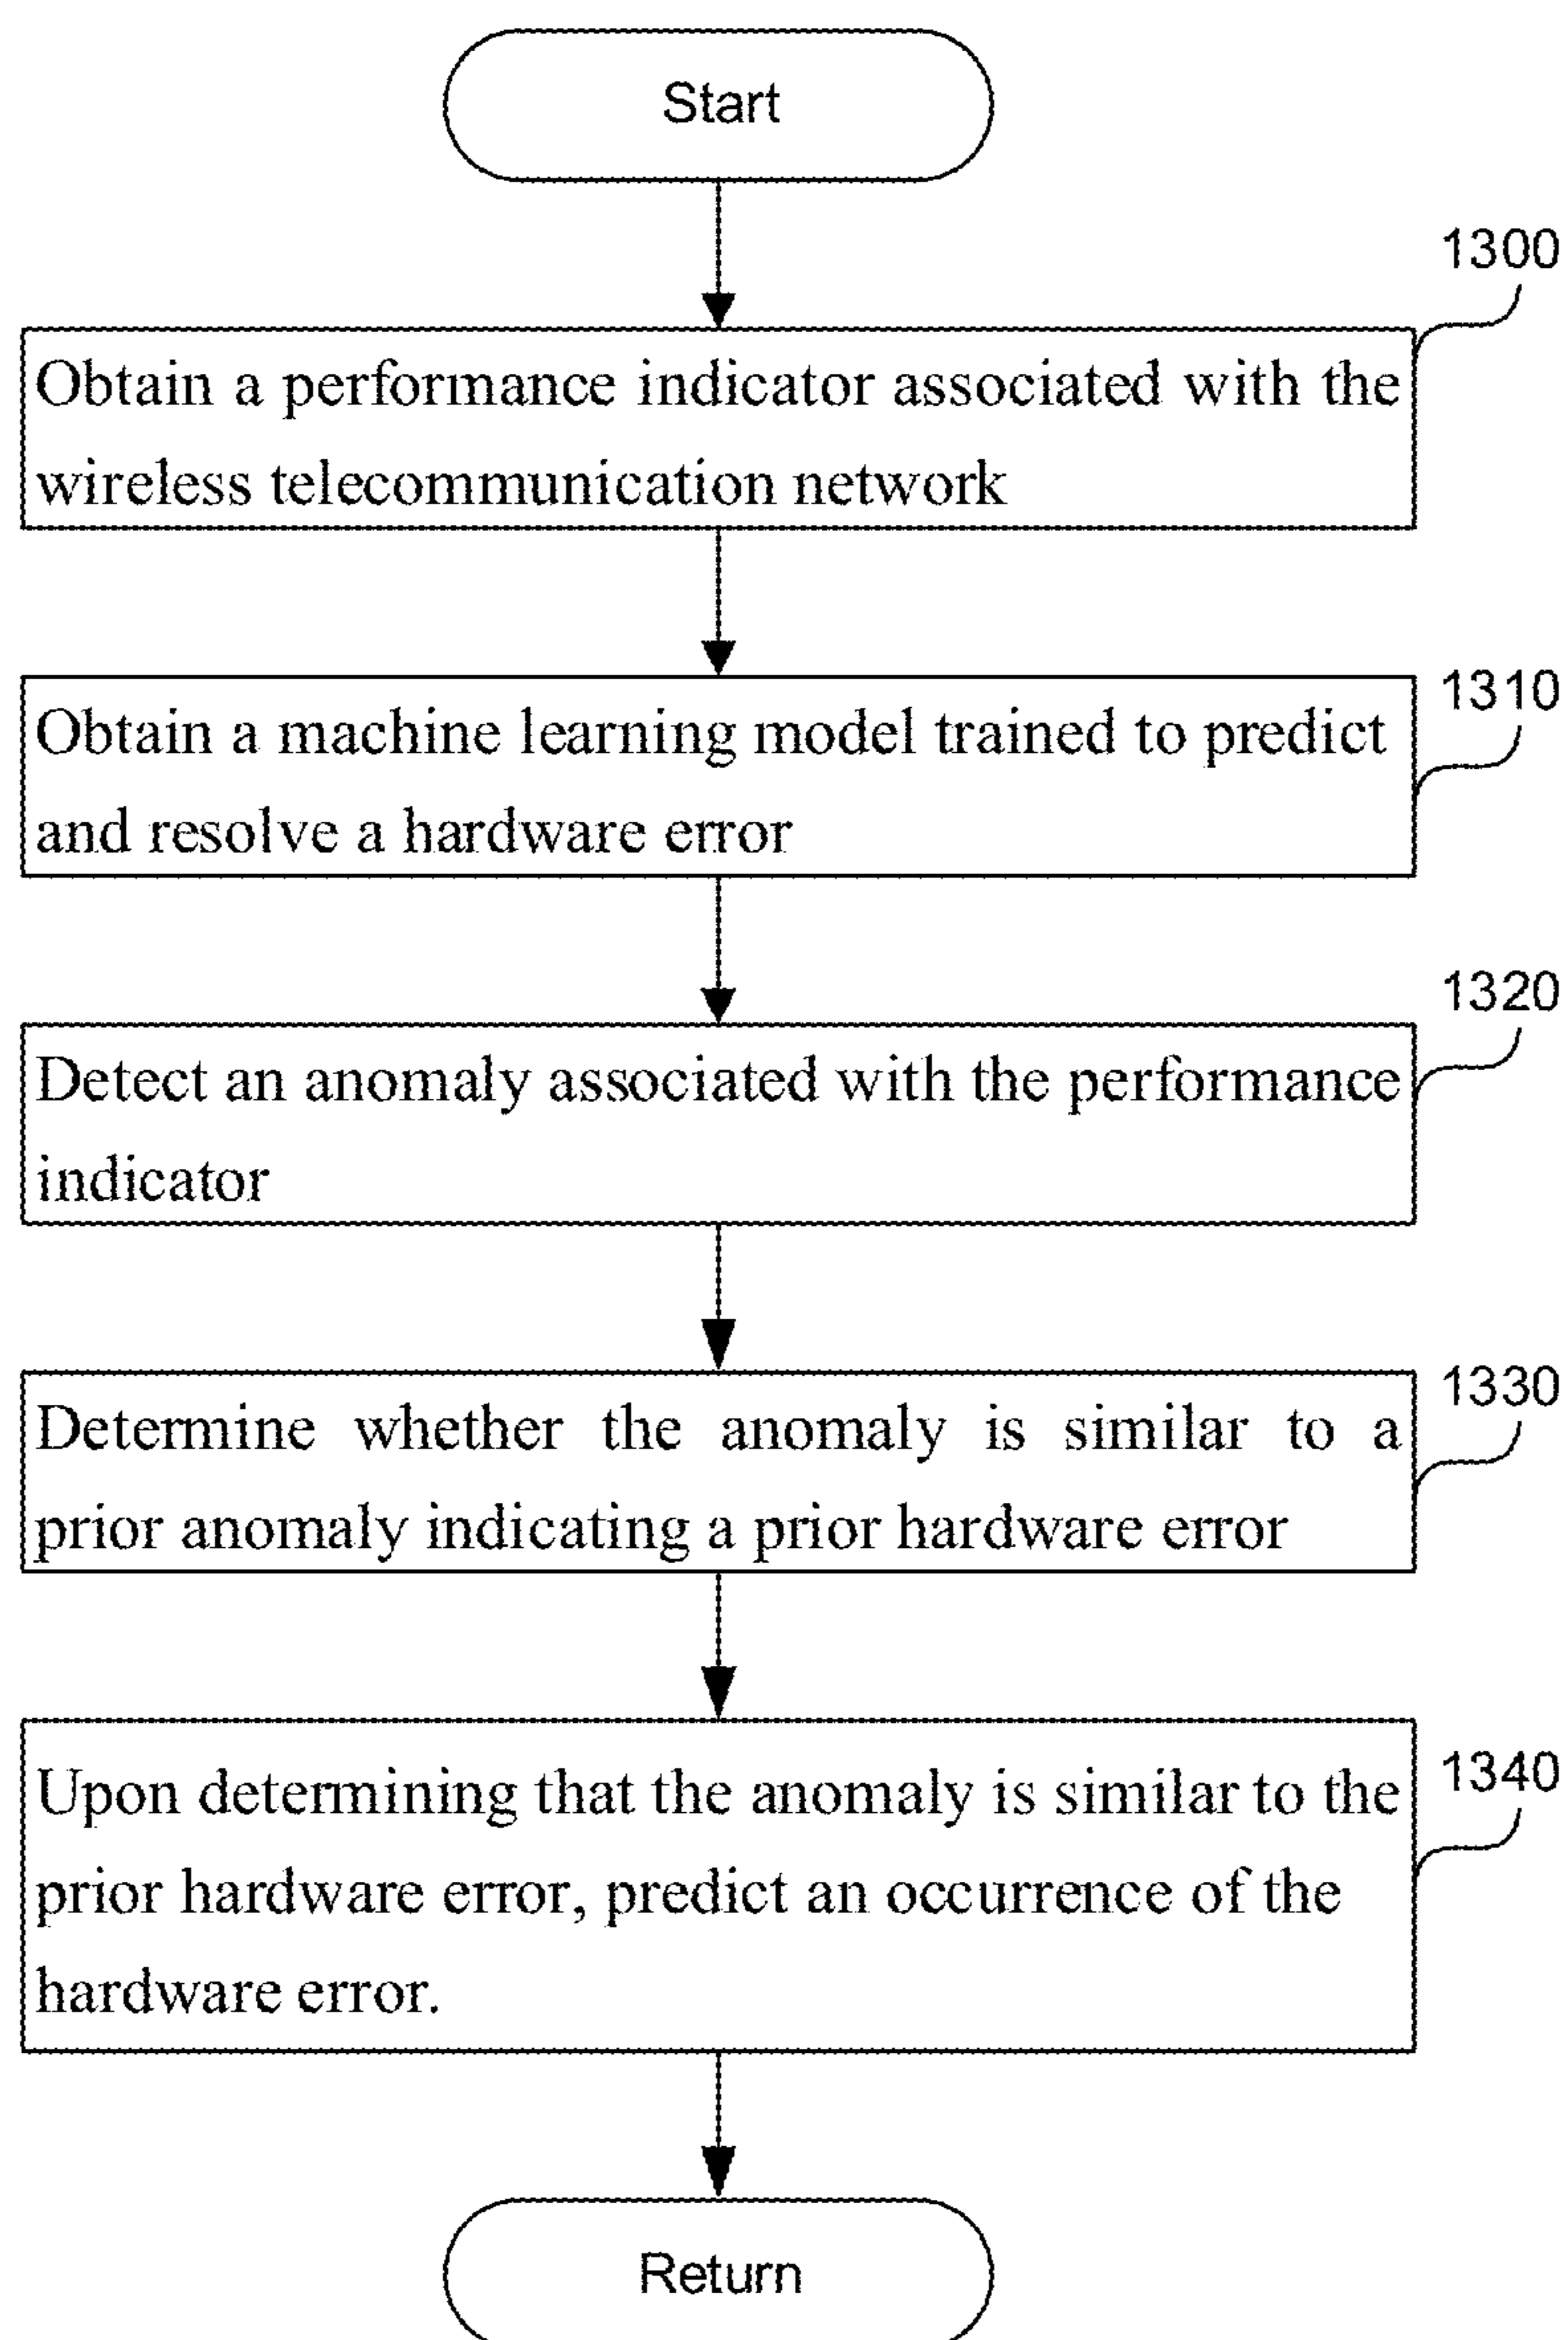 Start
1300
Obtain a performance indicator associated with the
wireless telecommunication network
1310
Obtain a machine learning model trained to predict
and resolve a hardware error
1320
Detect an anomaly associated with the performance
indicator
1330
Determine whether the anomaly is similar to a
prior anomaly indicating a prior hardware error
1340
Upon determining that the anomaly is similar to the
prior hardware error, predict an occurrence of the
hardware error.
Return